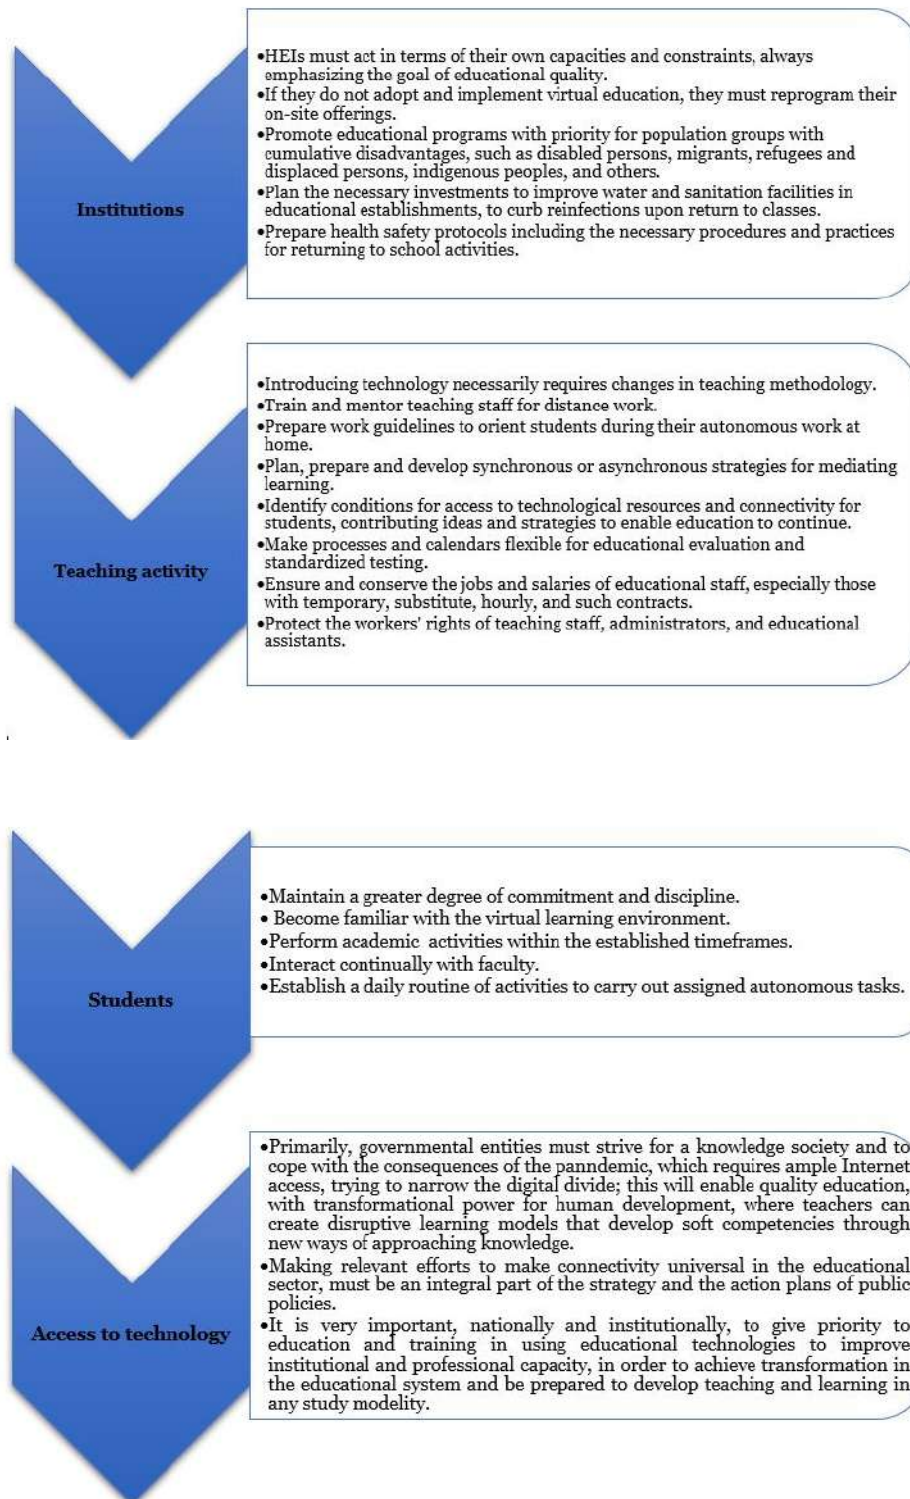 Institutions
•HEIs must act in terms of their own capacities and constraints, always
emphasizing the goal of educational quality.
•If they do not adopt and implement virtual education, they must reprogram their
on-site offerings.
•Promote educational programs with priority for population groups with
cumulative disadvantages, such as disabled persons, migrants, refugees and
displaced persons, indigenous peoples, and others.
•Plan the necessary investments to improve water and sanitation facilities in
educational establishments, to curb reinfections upon return to classes.
•Prepare health safety protocols including the necessary procedures and practices
for returning to school activities.
Teaching activity
•Introducing technology necessarily requires changes in teaching methodology.
•Train and mentor teaching staff for distance work.
•Prepare work guidelines to orient students during their autonomous work at
home.
•Plan, prepare and develop synchronous or asynchronous strategies for mediating
learning.
•Identify conditions for access to technological resources and connectivity for
students, contributing ideas and strategies to enable education to continue.
•Make processes and calendars flexible for educational evaluation and
standardized testing.
•Ensure and conserve the jobs and salaries of educational staff, especially those
with temporary, substitute, hourly, and such contracts.
•Protect the workers' rights of teaching staff, administrators, and educational
assistants.
Students
•Maintain a greater degree of commitment and discipline.
• Become familiar with the virtual learning environment.
•Perform academic activities within the established timeframes.
•Interact continually with faculty.
•Establish a daily routine of activities to carry out assigned autonomous tasks.
Access to technology
•Primarily, governmental entities must strive for a knowledge society and to
cope with the consequences of the panndemic, which requires ample Internet
access, trying to narrow the digital divide; this will enable quality education,
with transformational power for human development, where teachers can
create disruptive learning models that develop soft competencies through
new ways of approaching knowledge.
•Making relevant efforts to make connectivity universal in the educational
sector, must be an integral part of the strategy and the action plans of public
policies.
•It is very important, nationally and institutionally, to give priority to
education and training in using educational technologies to improve
institutional and professional capacity, in order to achieve transformation in
the educational system and be prepared to develop teaching and learning in
any study modelity.